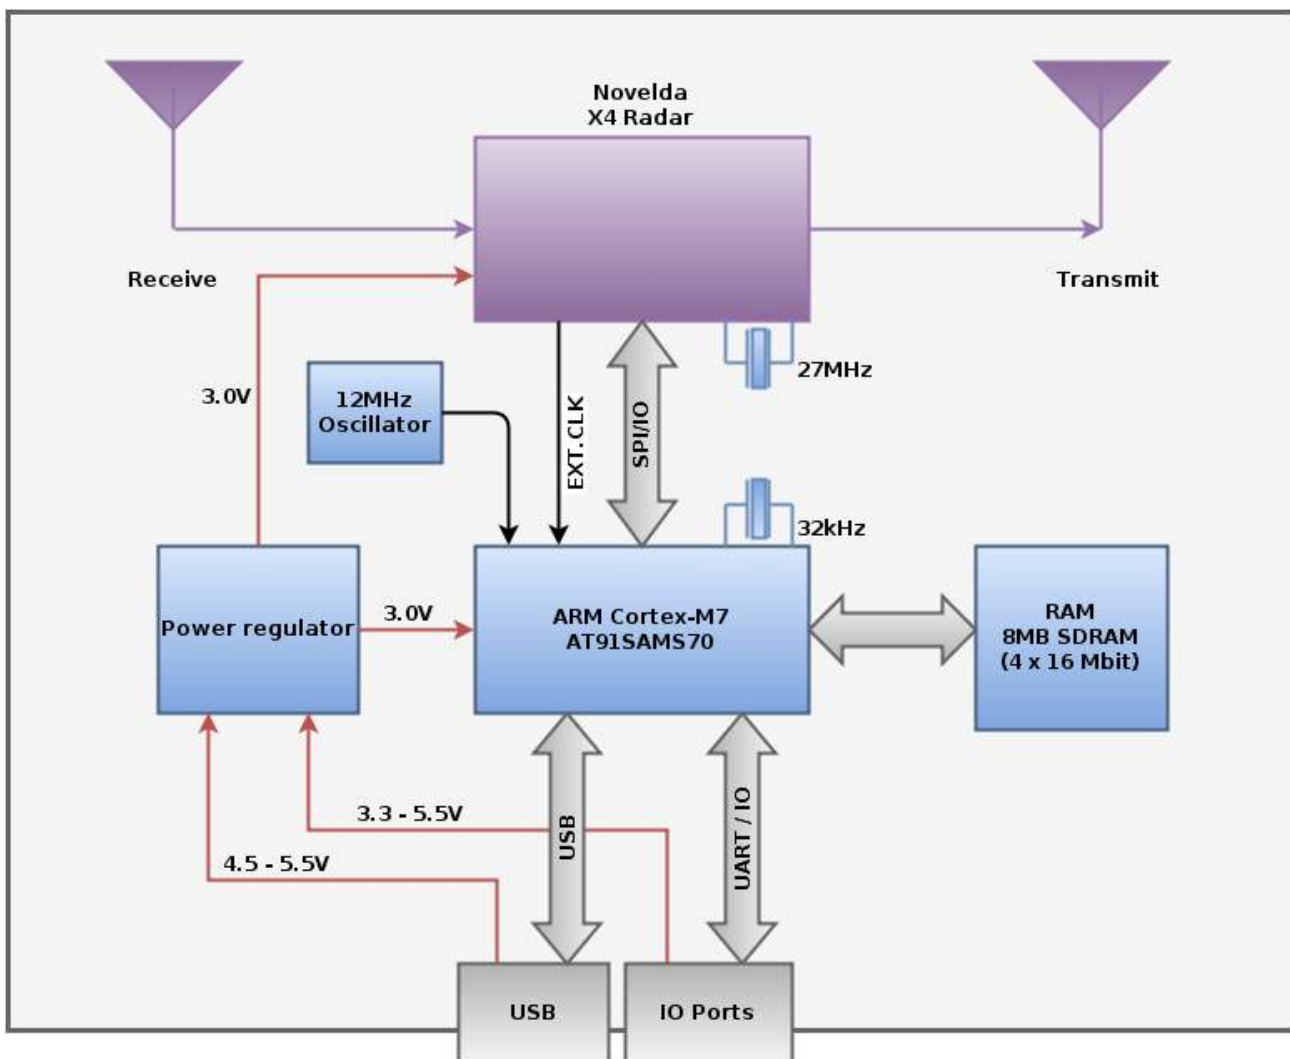 Novelda
X4 Radar
Receive
Transmit
27MHz
3.0V
12MHz
Oscillator
EXT.CLK
SPI/IO
32kHz
Power regulator
3.0V
ARM Cortex-M7
AT91SAMS70
RAM
8MB SDRAM
(4 x 16 Mbit)
3.3 - 5.5V
4.5 - 5.5V
USB
UART / IO
USB
IO Ports